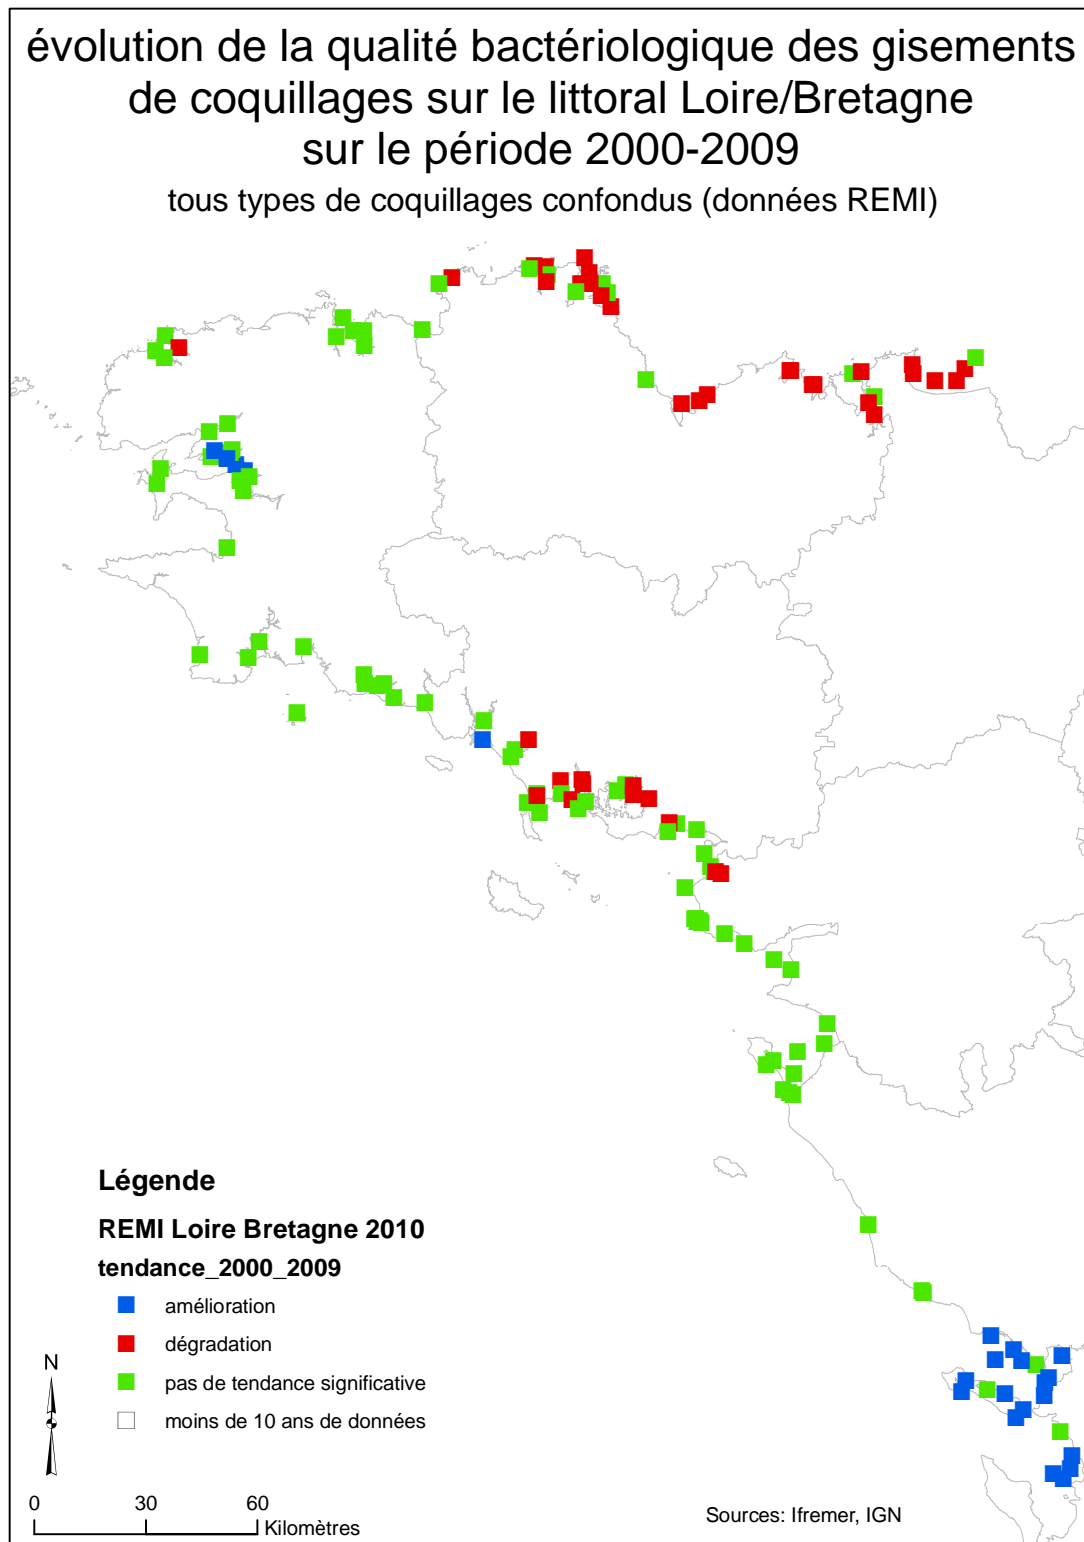 évolution de la qualité bactériologique des gisements
de coquillages sur le littoral Loire/Bretagne
sur le période 2000-2009
tous types de coquillages confondus (données REMI)
Légende
REMI Loire Bretagne 2010
tendance_2000_2009
amélioration
dégradation
pas de tendance significative
moins de 10 ans de données
N
0 30 60
Kilomètres
Sources: Ifremer, IGN